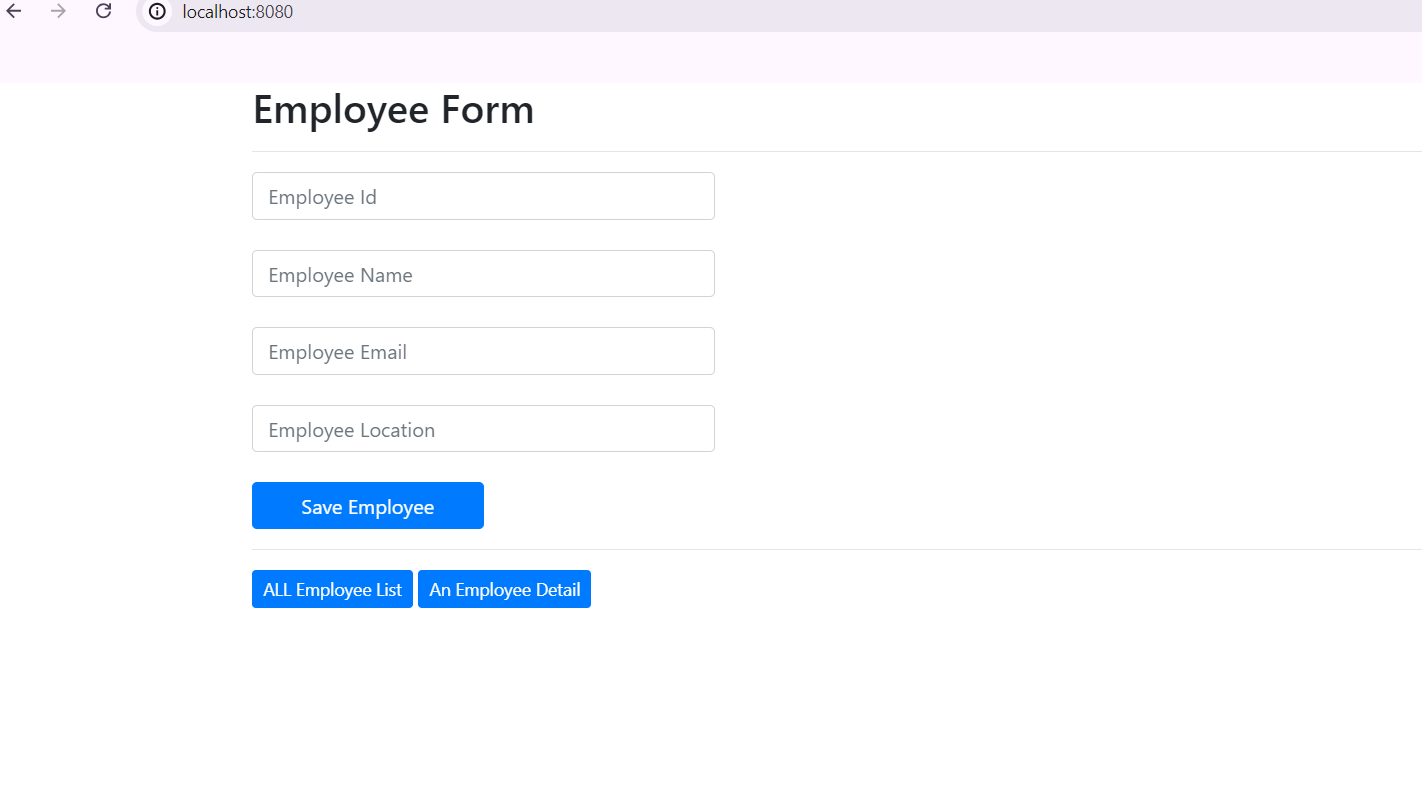 localhost:8080
Employee Form
Employee Id
Employee Name
Employee Email
Employee Location
Save Employee
ALL Employee List An Employee Detail